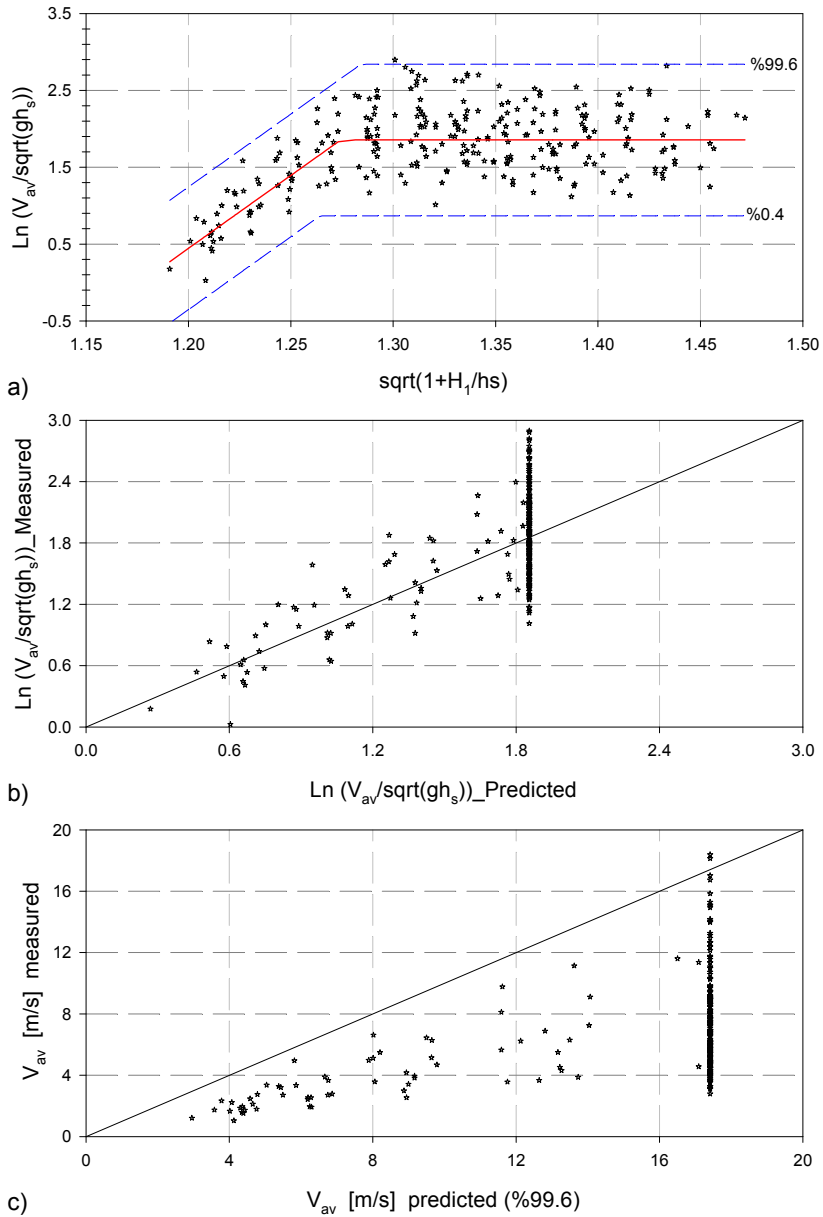 3.5
2.5
1.5
0.5
-0.5
Ln (V_av/sqrt(gh_s))
%99.6
%0.4
1.15 1.20 1.25 1.30 1.35 1.40 1.45 1.50
sqrt(1+H_1/hs)
a)
3.0
2.4
1.8
1.2
0.6
0.0
Ln (V_av/sqrt(gh_s))_Measured
0.0 0.6 1.2 1.8 2.4 3.0
Ln (V_av/sqrt(gh_s))_Predicted
b)
20
16
12
8
4
0
V_av [m/s] measured
0 4 8 12 16 20
V_av [m/s] predicted (%99.6)
c)